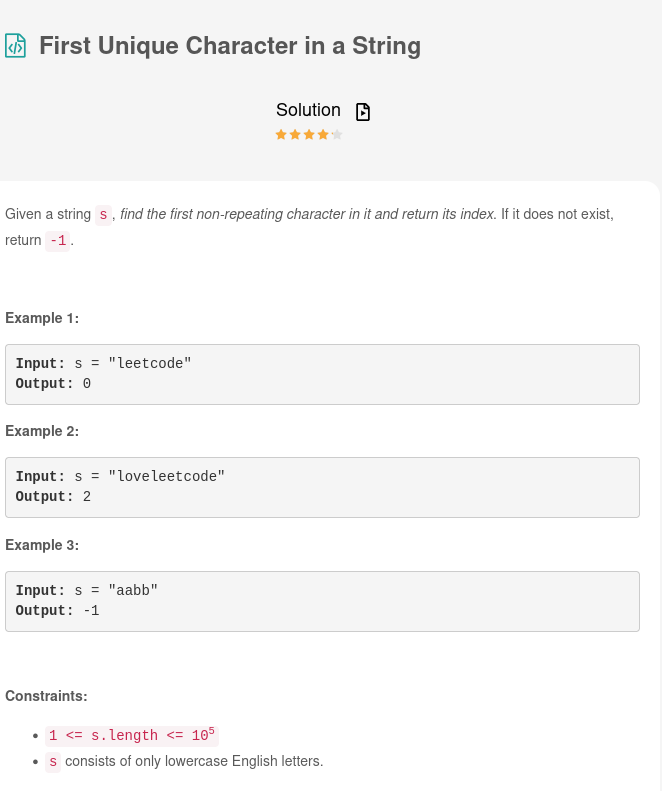 First Unique Character in a String
Solution
Given a string s, find the first non-repeating character in it and return its index. If it does not exist,
return -1.
Example 1:
Input: s = "leetcode"
Output: 0
Example 2:
Input: s = "loveleetcode"
Output: 2
Example 3:
Input: s = "aabb"
Output: -1
Constraints:
• 1 <= s.length <= 10⁵
• s consists of only lowercase English letters.